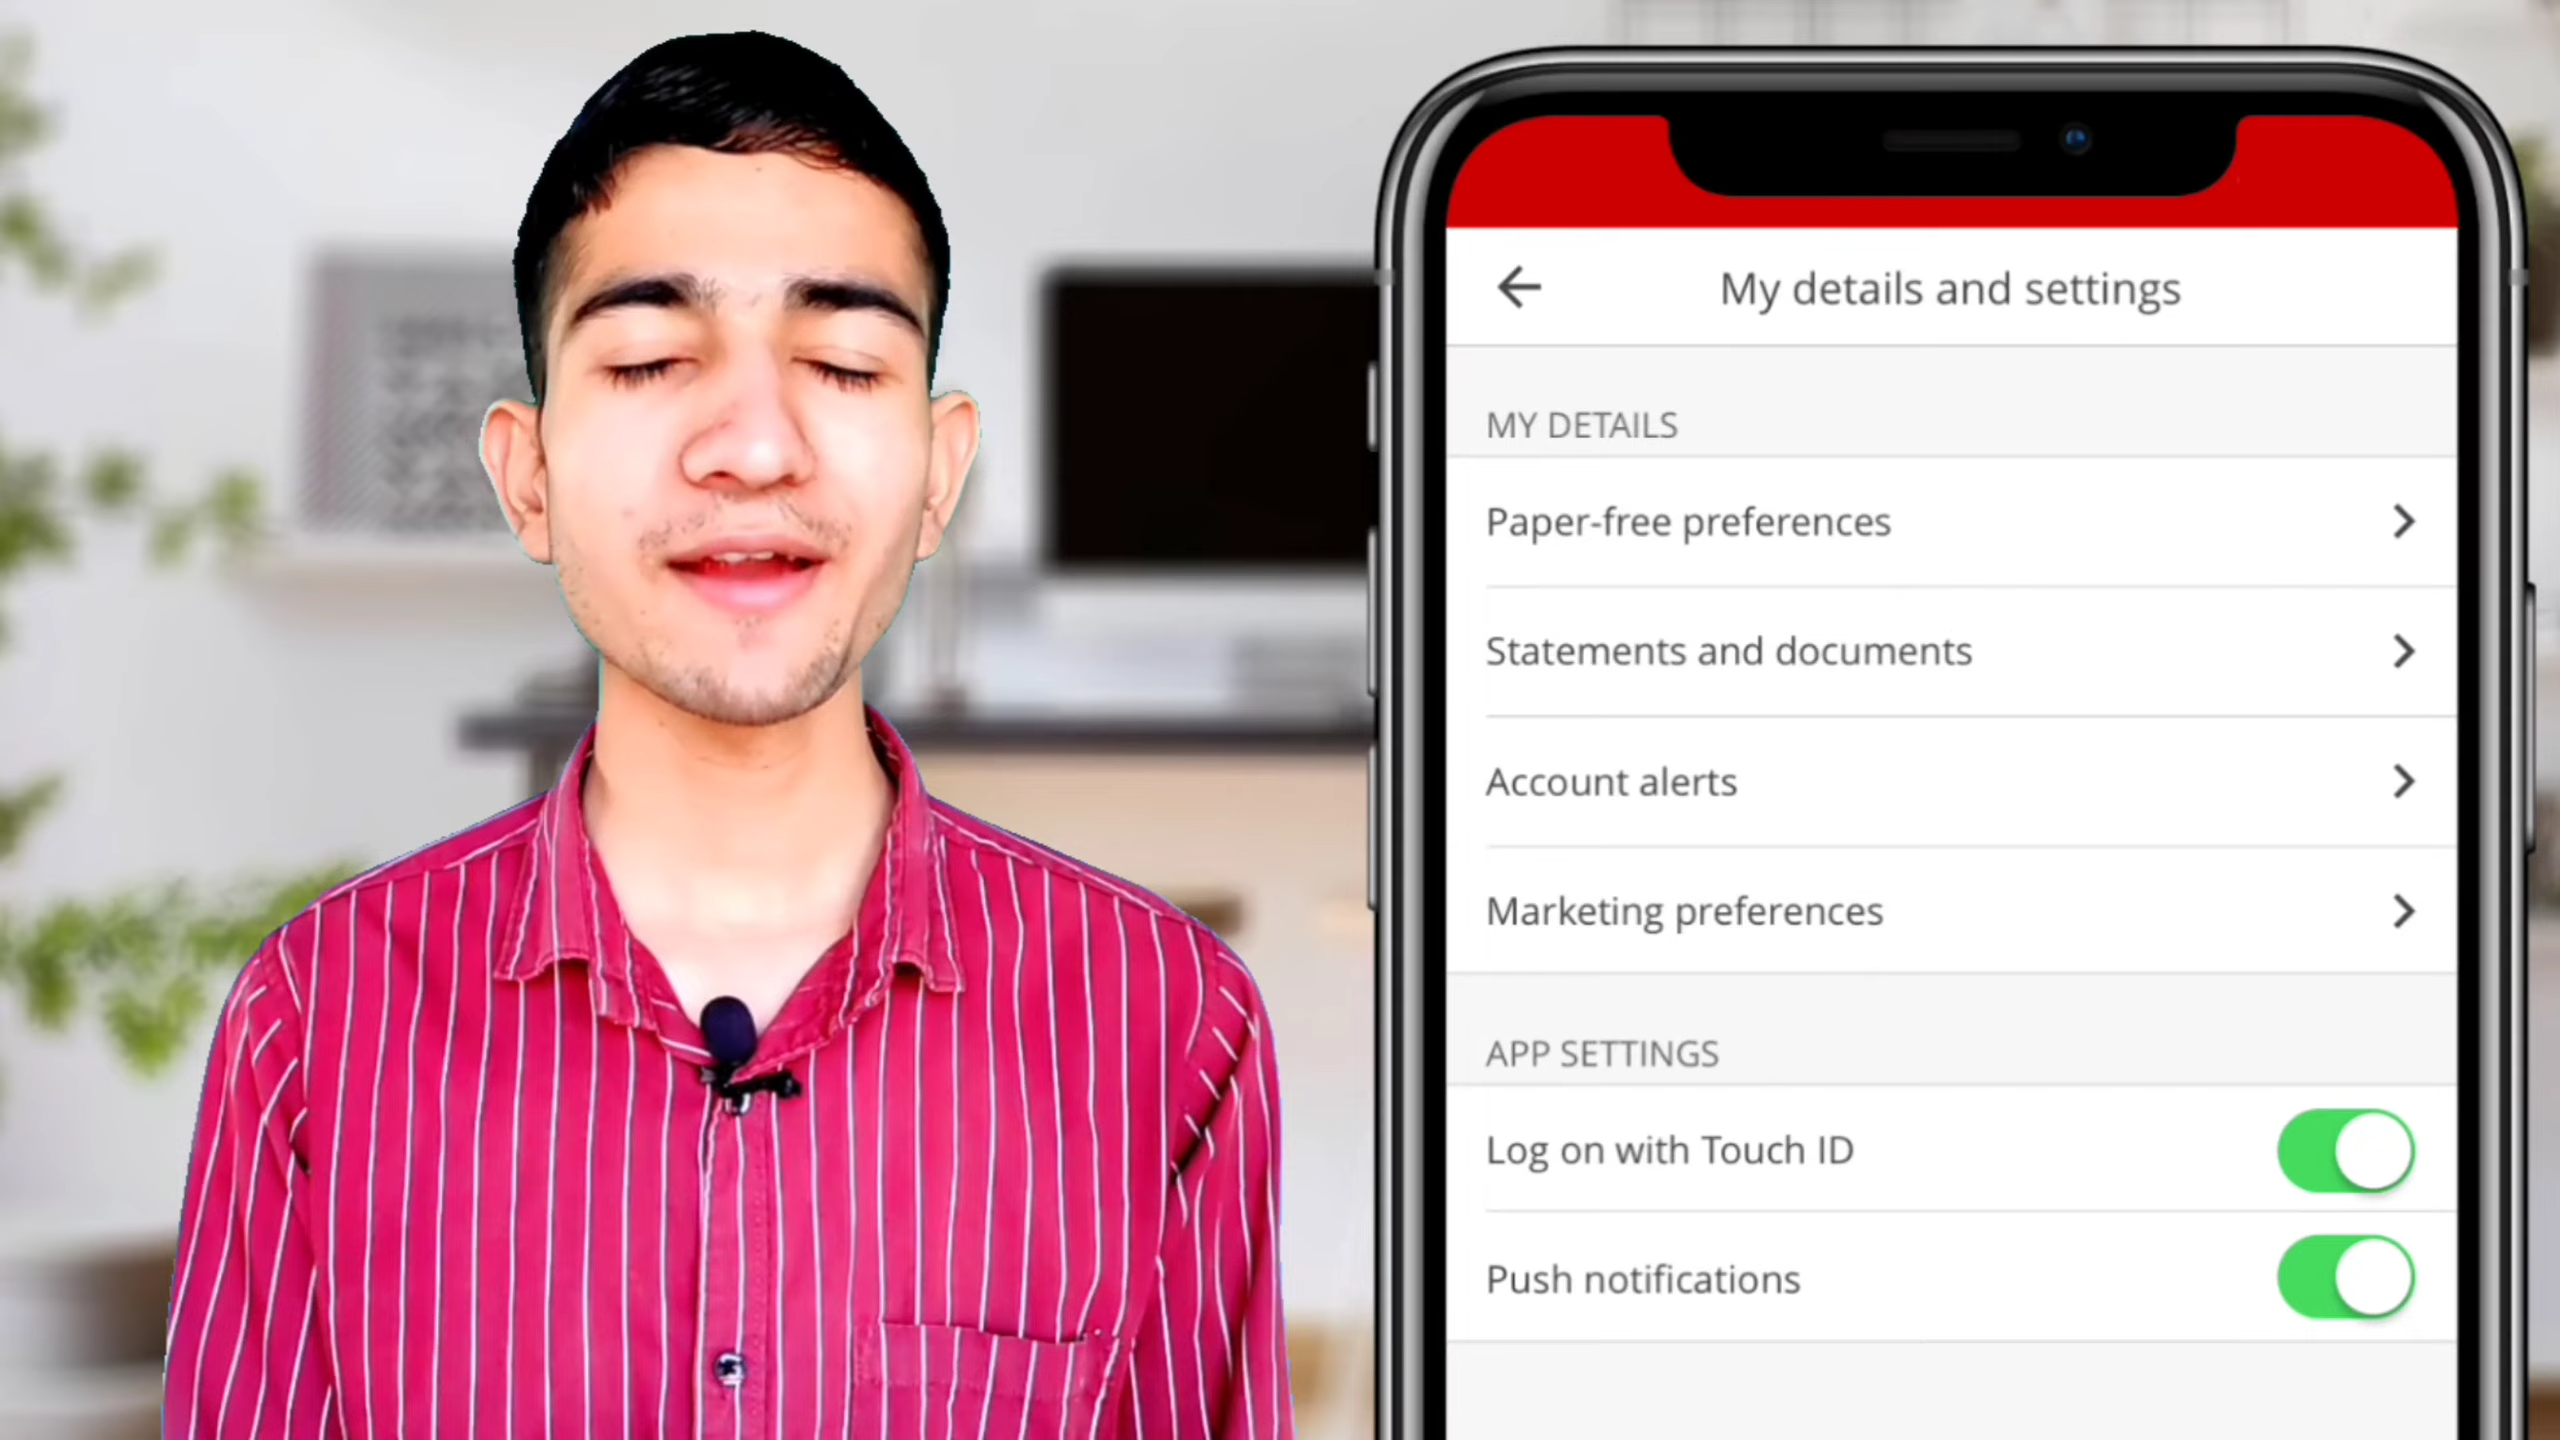 My details and settings
MY DETAILS
Paper-free preferences
Statements and documents
Account alerts
Marketing preferences
APP SETTINGS
Log on with Touch ID
Push notifications